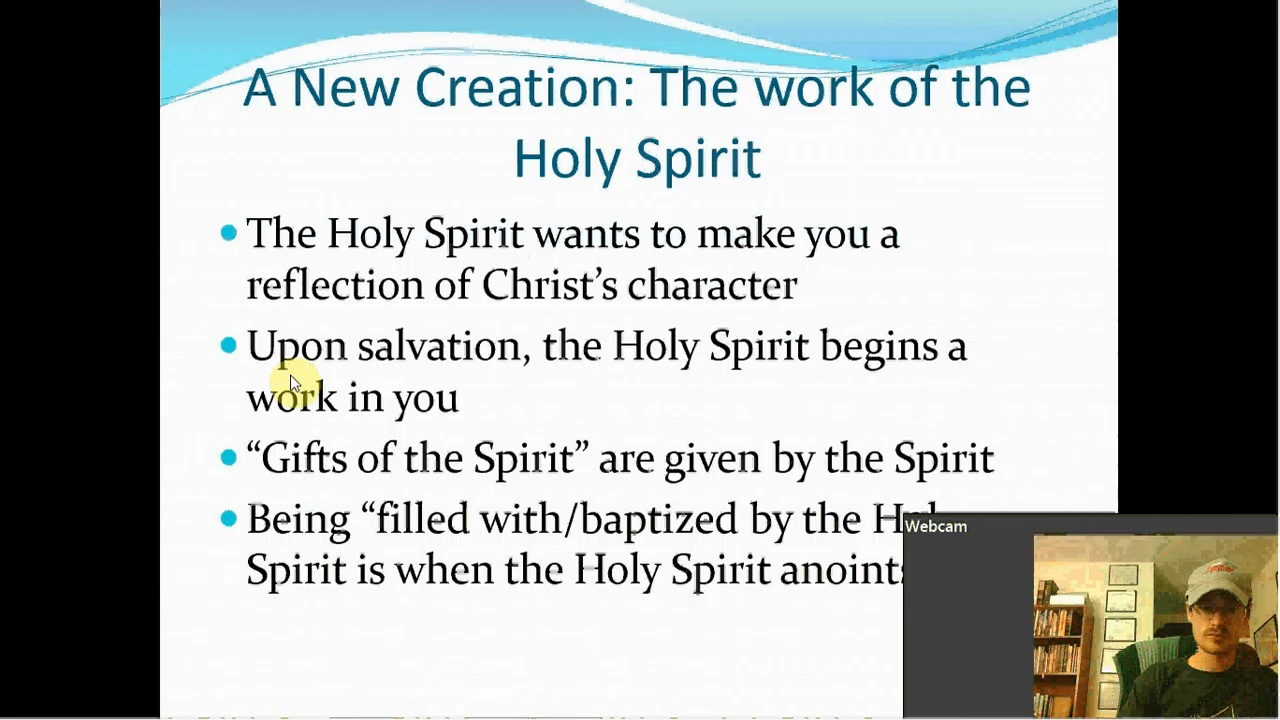 A New Creation: The work of the
Holy Spirit
The Holy Spirit wants to make you a
reflection of Christ’s character
Upon salvation, the Holy Spirit begins a
work in you
“Gifts of the Spirit” are given by the Spirit
Being “filled with/baptized by the
Spirit is when the Holy Spirit anoints
Webcam